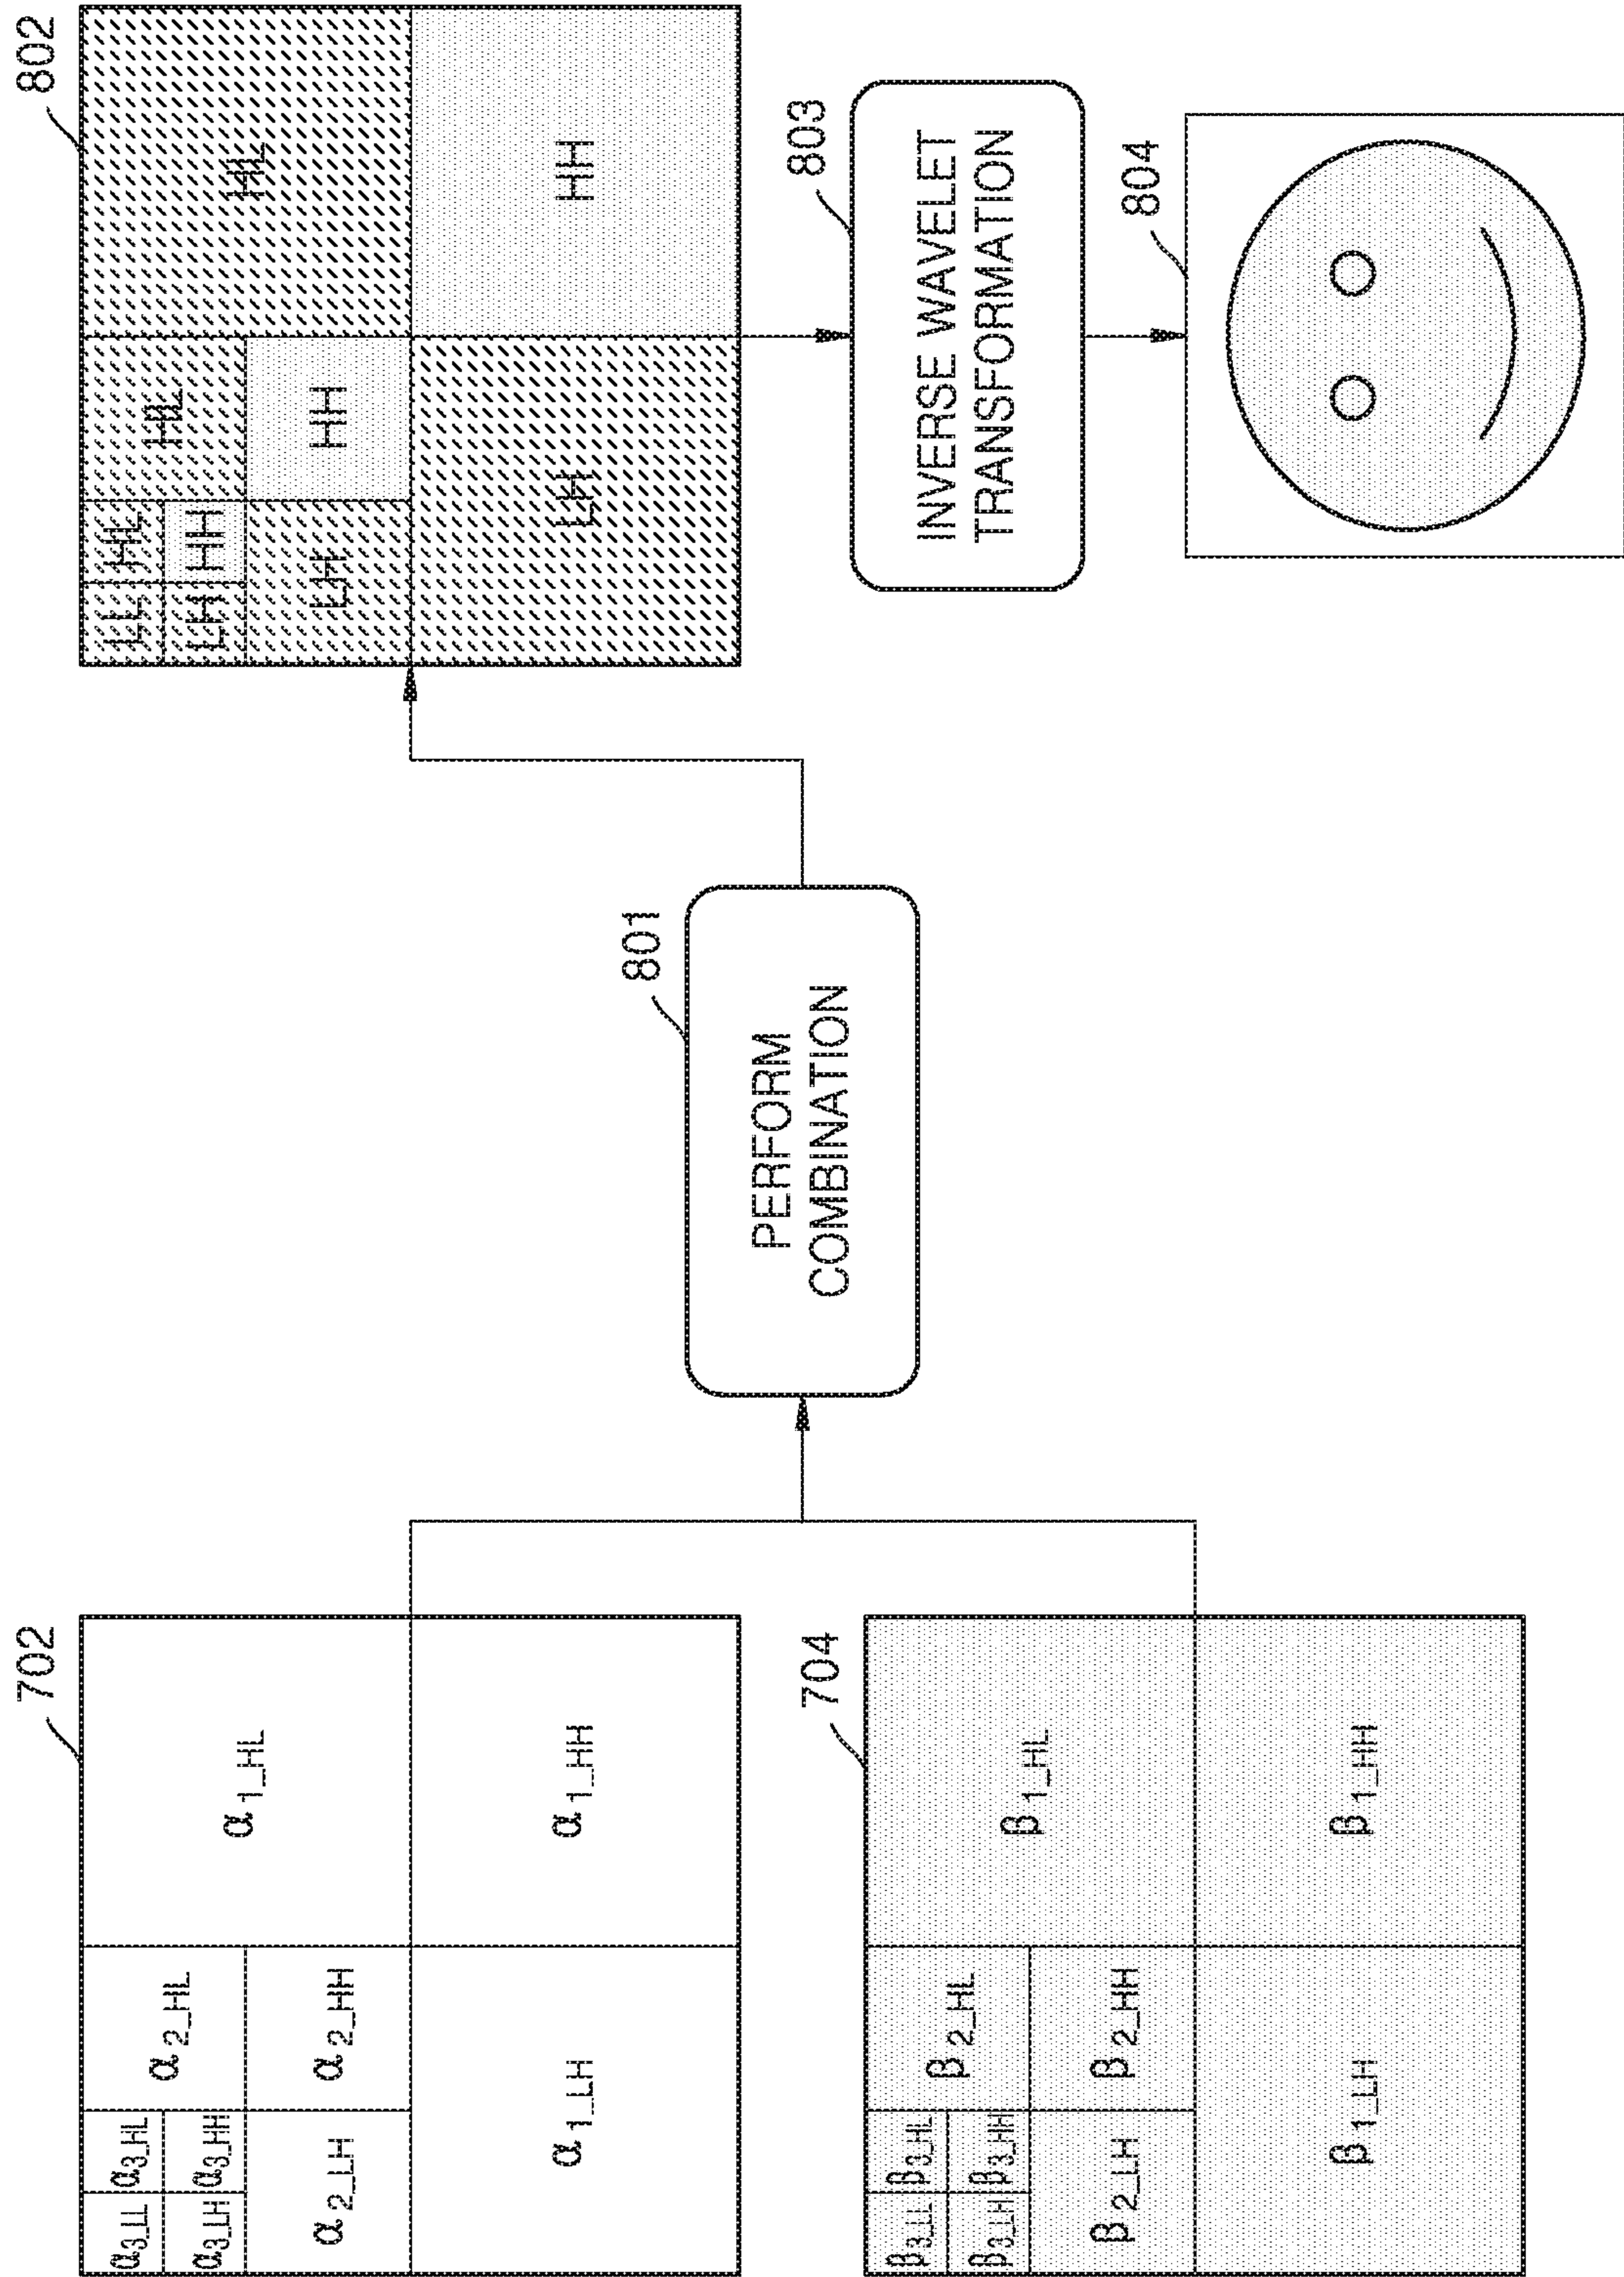 702
α3_LL
α3_HL
α2_HL
α1_HL
α3_LH
α3_HH
α2_LH
α2_HH
α1_LH
α1_HH
704
β3_LL
β3_HL
β2_HL
β1_HL
β3_LH
β3_HH
β2_LH
β2_HH
β1_LH
β1_HH
801
PERFORM
COMBINATION
802
LL
HL
HL
HL
LH
HH
LH
HH
LH
HH
803
INVERSE WAVELET
TRANSFORMATION
804